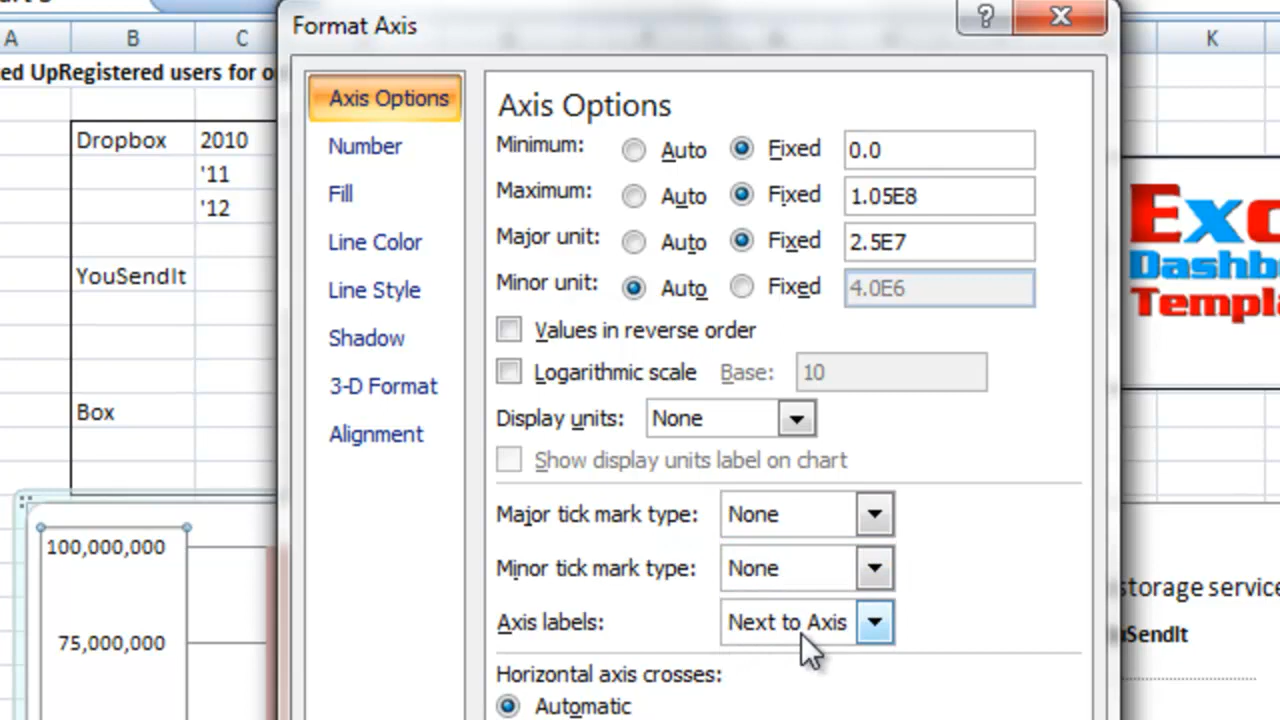 Format Axis
A B C K
ed UpRegistered users for o
Dropbox 2010
'11
'12
YouSendIt
Box
100,000,000
75,000,000
Axis Options
Number
Fill
Line Color
Line Style
Shadow
3-D Format
Alignment
Axis Options
Minimum: Auto Fixed 0.0
Maximum: Auto Fixed 1.05E8
Major unit: Auto Fixed 2.5E7
Minor unit: Auto Fixed 4.0E6
Values in reverse order
Logarithmic scale Base: 10
Display units: None
Show display units label on chart
Major tick mark type: None
Minor tick mark type: None
Axis labels: Next to Axis
Horizontal axis crosses:
Automatic
Exc
Dashb
Templa
storage service
uSendIt